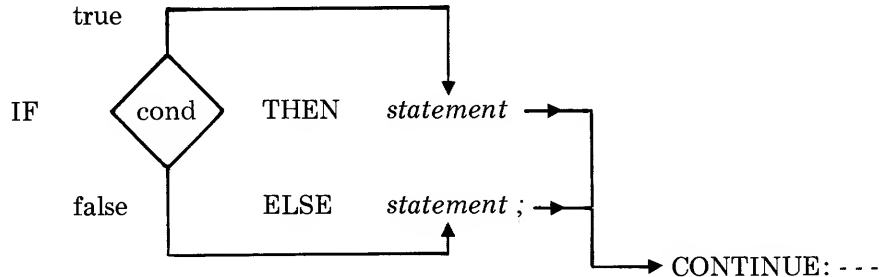 true
IF cond THEN statement
false ELSE statement ;
CONTINUE: - - -